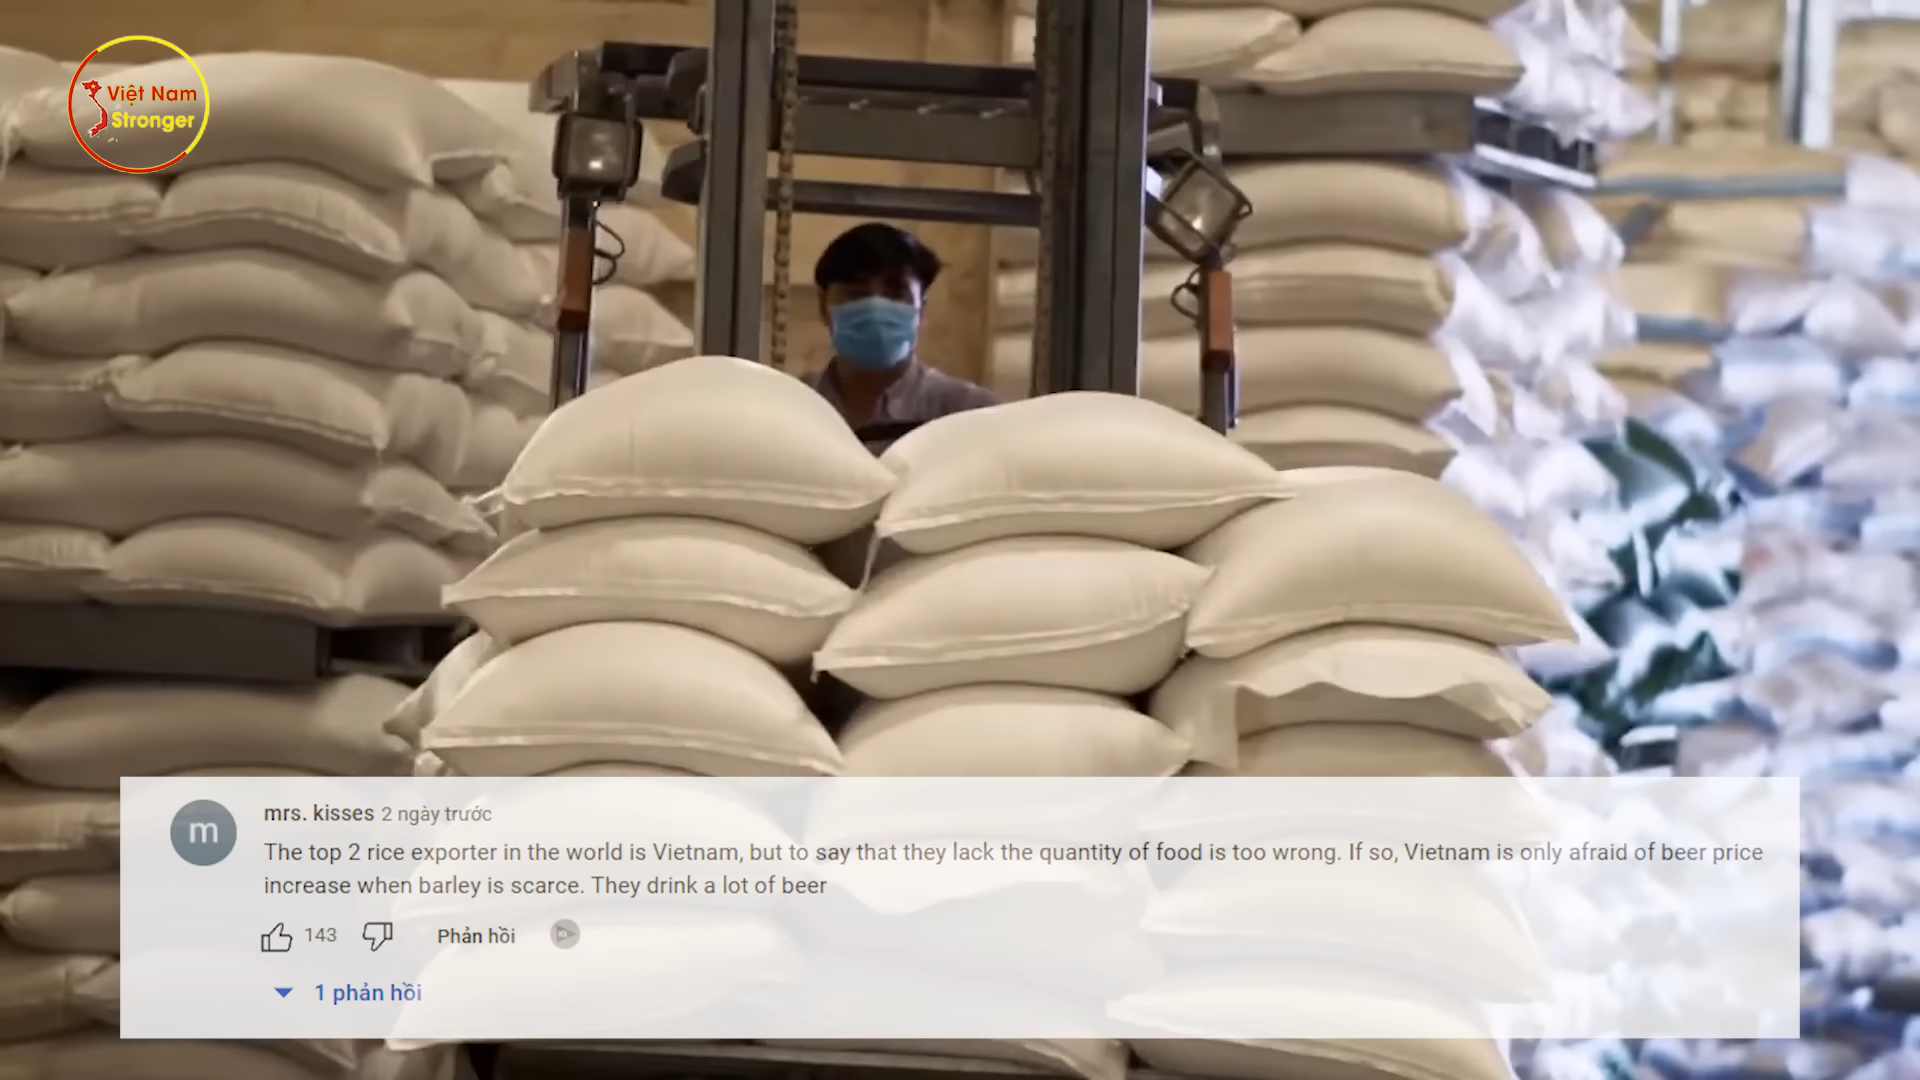 Việt Nam
Stronger
m
mrs. kisses 2 ngày trước
The top 2 rice exporter in the world is Vietnam, but to say that they lack the quantity of food is too wrong. If so, Vietnam is only afraid of beer price
increase when barley is scarce. They drink a lot of beer
143 Phản hồi
1 phản hồi